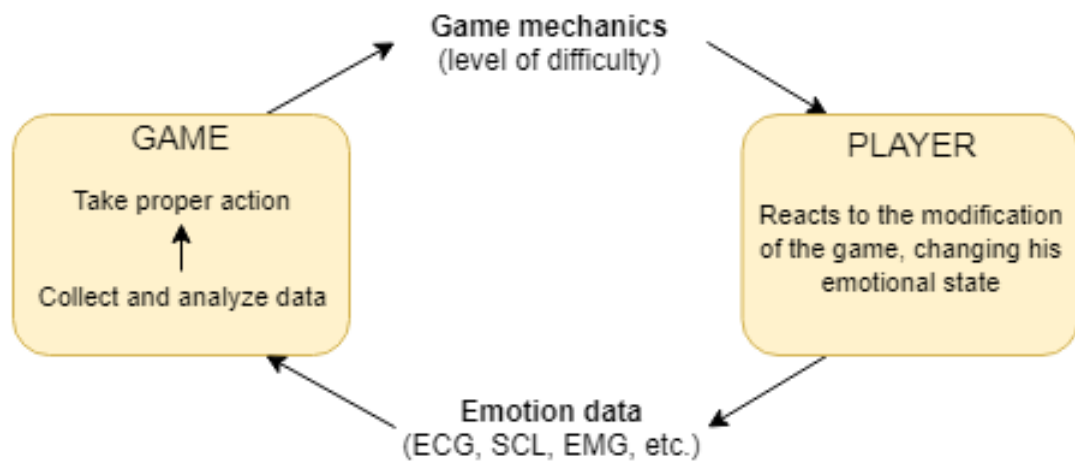 Game mechanics
(level of difficulty)
GAME
Take proper action
Collect and analyze data
PLAYER
Reacts to the modification
of the game, changing his
emotional state
Emotion data
(ECG, SCL, EMG, etc.)